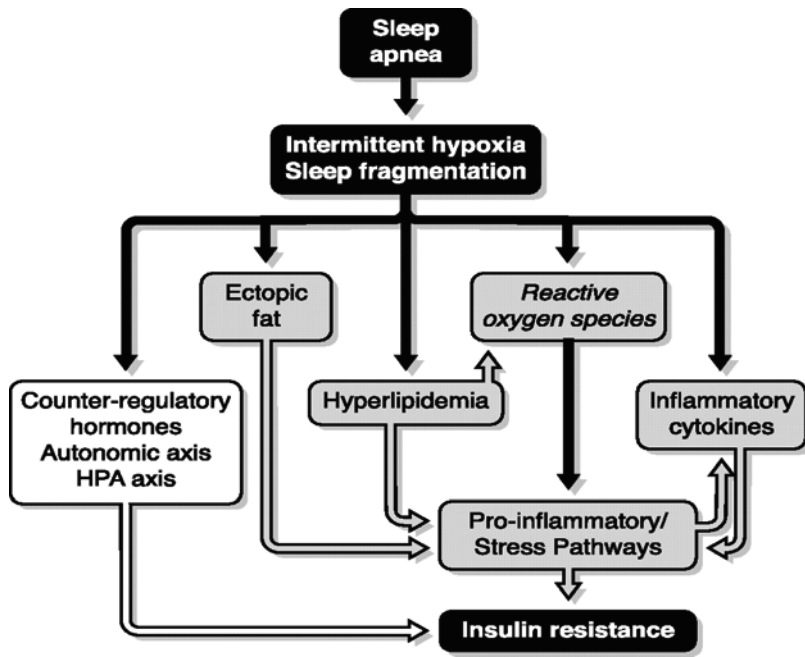 Sleep
apnea
Intermittent hypoxia
Sleep fragmentation
Ectopic
fat
Reactive
oxygen species
Counter-regulatory
hormones
Autonomic axis
HPA axis
Hyperlipidemia
Inflammatory
cytokines
Pro-inflammatory/
Stress Pathways
Insulin resistance